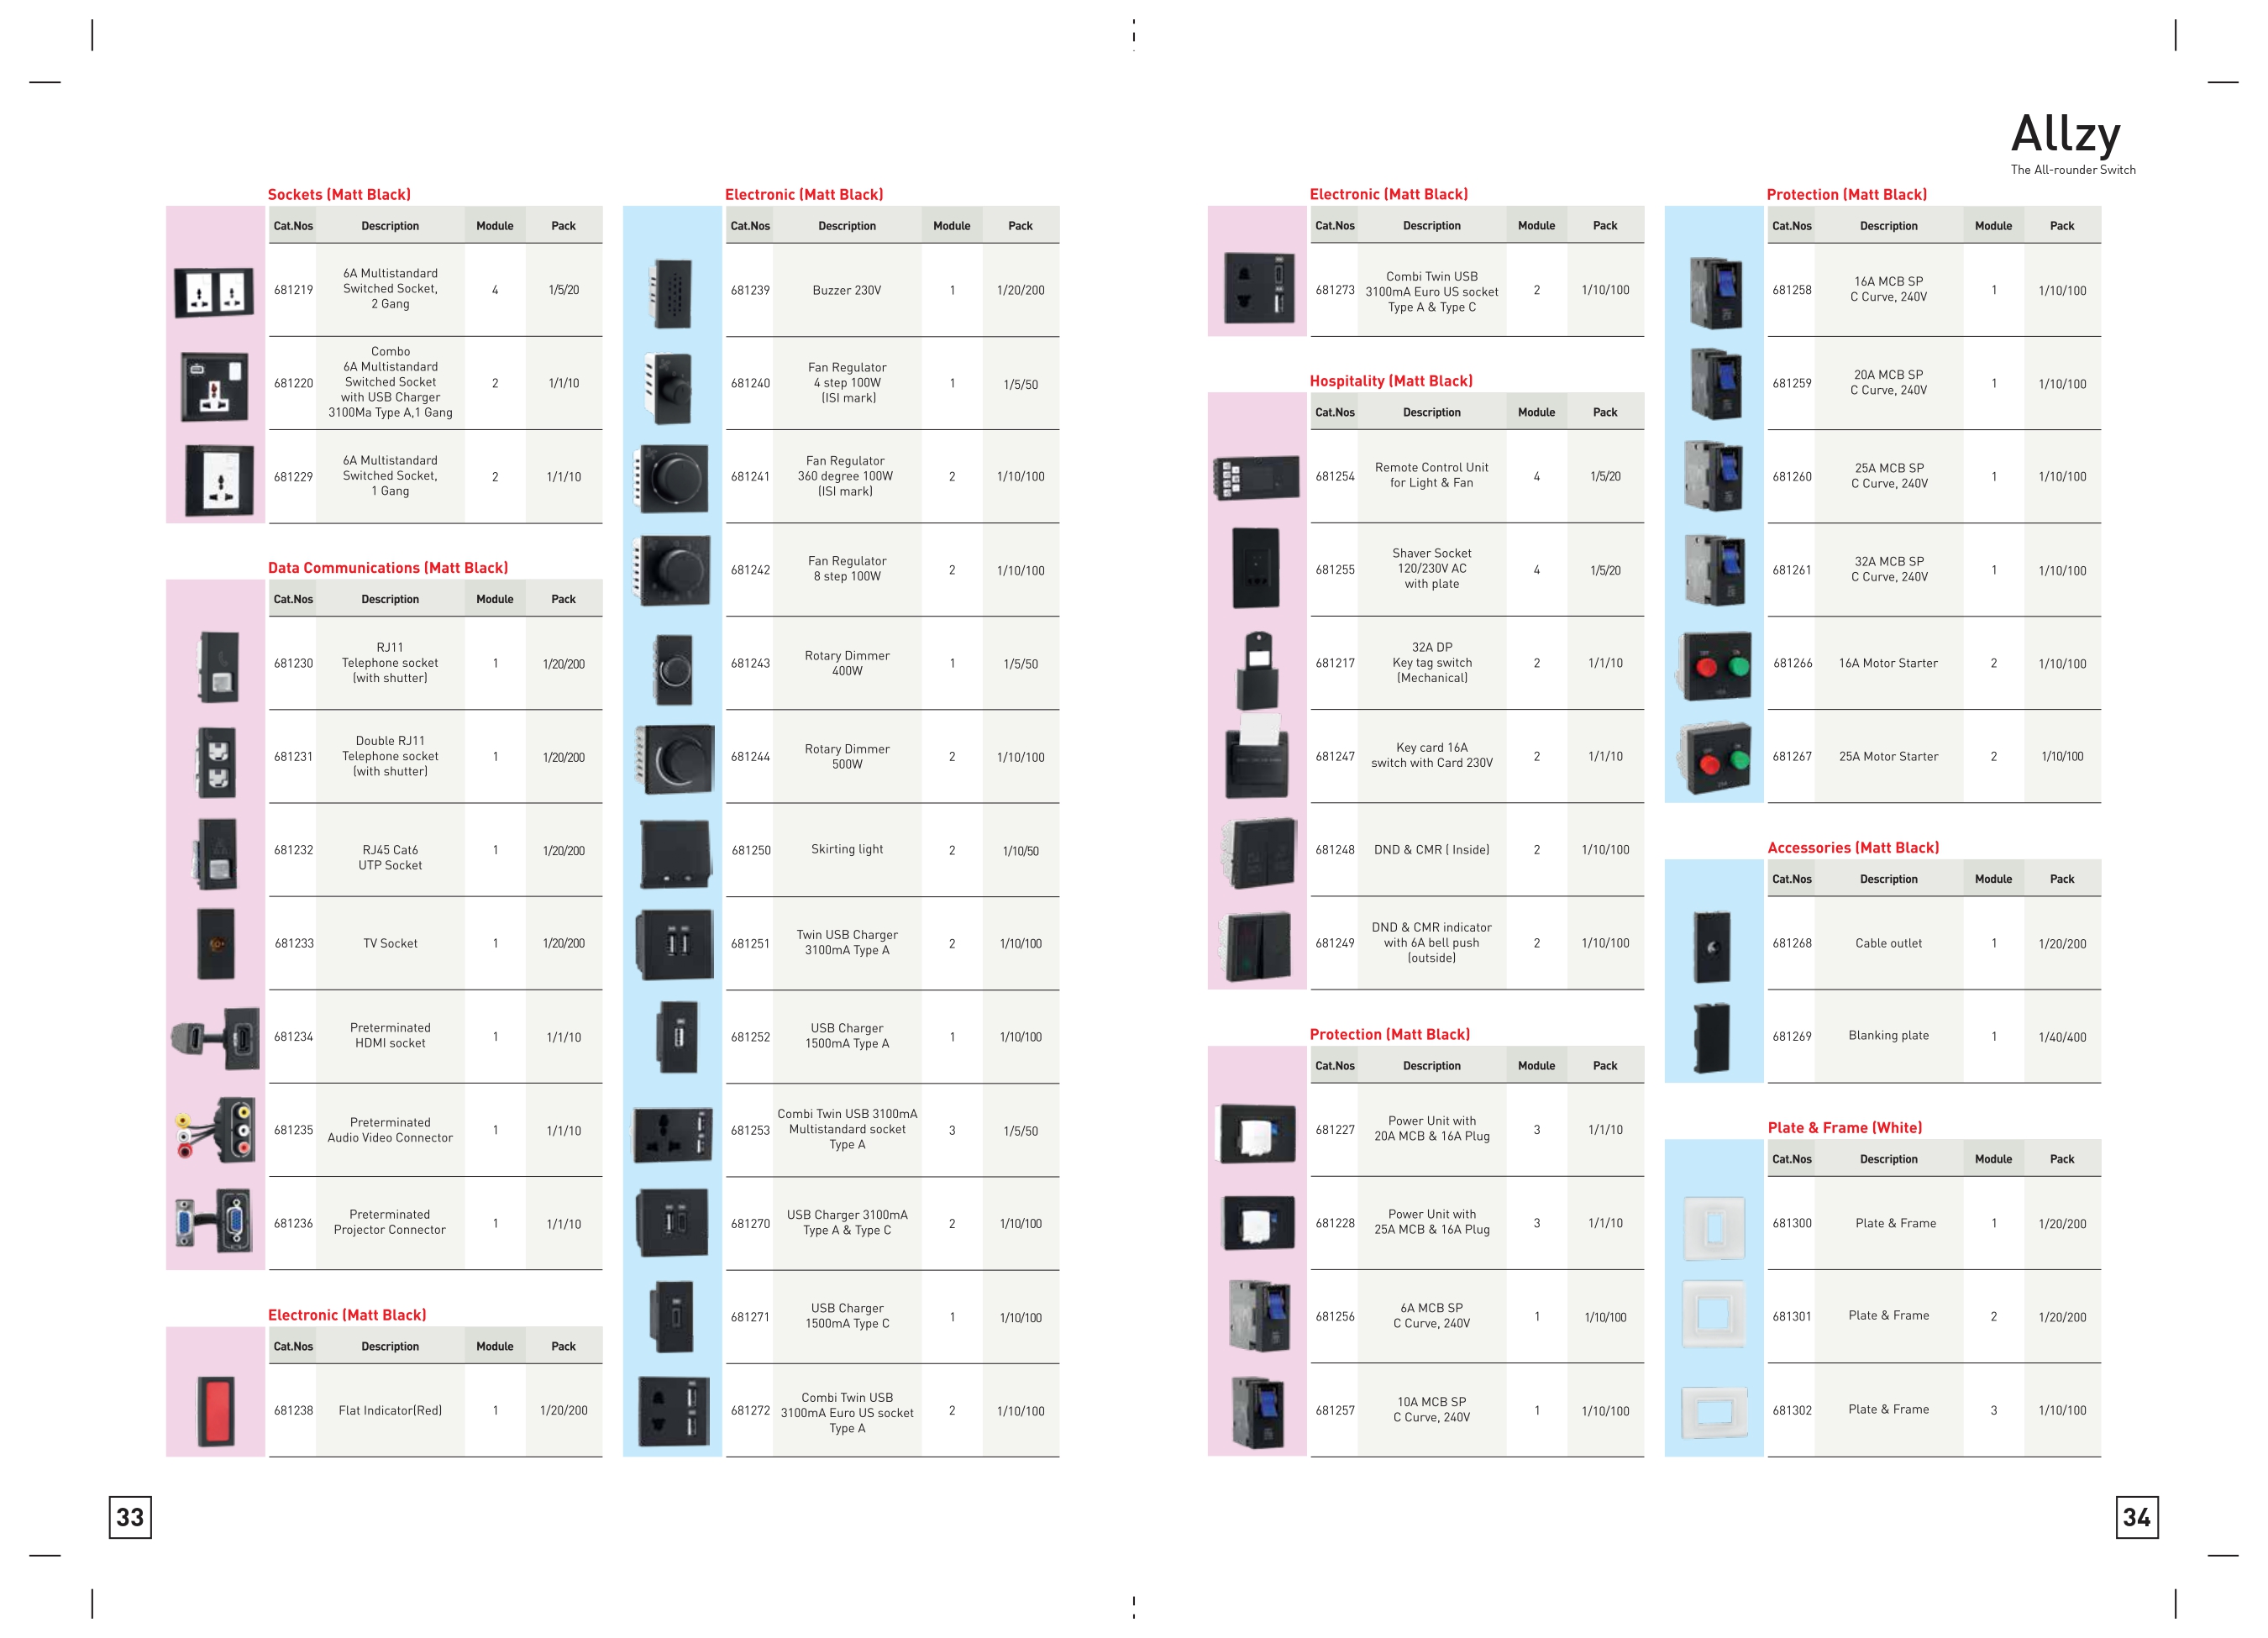 Allzy
The All-rounder Switch
Sockets (Matt Black)
Cat.Nos Description Module Pack
681219 6A Multistandard Switched Socket, 2 Gang 4 1/5/20
681220 Combo 6A Multistandard Switched Socket with USB Charger 3100Ma Type A,1 Gang 2 1/1/10
681229 6A Multistandard Switched Socket, 1 Gang 2 1/1/10
Data Communications (Matt Black)
Cat.Nos Description Module Pack
681230 RJ11 Telephone socket (with shutter) 1 1/20/200
681231 Double RJ11 Telephone socket (with shutter) 1 1/20/200
681232 RJ45 Cat6 UTP Socket 1 1/20/200
681233 TV Socket 1 1/20/200
681234 Preterminated HDMI socket 1 1/1/10
681235 Preterminated Audio Video Connector 1 1/1/10
681236 Preterminated Projector Connector 1 1/1/10
Electronic (Matt Black)
Cat.Nos Description Module Pack
681238 Flat Indicator(Red) 1 1/20/200
Electronic (Matt Black)
Cat.Nos Description Module Pack
681239 Buzzer 230V 1 1/20/200
681240 Fan Regulator 4 step 100W (ISI mark) 1 1/5/50
681241 Fan Regulator 360 degree 100W (ISI mark) 2 1/10/100
681242 Fan Regulator 8 step 100W 2 1/10/100
681243 Rotary Dimmer 400W 1 1/5/50
681244 Rotary Dimmer 500W 2 1/10/100
681250 Skirting light 2 1/10/50
681251 Twin USB Charger 3100mA Type A 2 1/10/100
681252 USB Charger 1500mA Type A 1 1/10/100
681253 Combi Twin USB 3100mA Multistandard socket Type A 3 1/5/50
681270 USB Charger 3100mA Type A & Type C 2 1/10/100
681271 USB Charger 1500mA Type C 1 1/10/100
681272 Combi Twin USB 3100mA Euro US socket Type A 2 1/10/100
33
Electronic (Matt Black)
Cat.Nos Description Module Pack
681273 Combi Twin USB 3100mA Euro US socket Type A & Type C 2 1/10/100
Hospitality (Matt Black)
Cat.Nos Description Module Pack
681254 Remote Control Unit for Light & Fan 4 1/5/20
681255 Shaver Socket 120/230V AC with plate 4 1/5/20
681217 32A DP Key tag switch (Mechanical) 2 1/1/10
681247 Key card 16A switch with Card 230V 2 1/1/10
681248 DND & CMR ( Inside) 2 1/10/100
681249 DND & CMR indicator with 6A bell push (outside) 2 1/10/100
Protection (Matt Black)
Cat.Nos Description Module Pack
681227 Power Unit with 20A MCB & 16A Plug 3 1/1/10
681228 Power Unit with 25A MCB & 16A Plug 3 1/1/10
681256 6A MCB SP C Curve, 240V 1 1/10/100
681257 10A MCB SP C Curve, 240V 1 1/10/100
Protection (Matt Black)
Cat.Nos Description Module Pack
681258 16A MCB SP C Curve, 240V 1 1/10/100
681259 20A MCB SP C Curve, 240V 1 1/10/100
681260 25A MCB SP C Curve, 240V 1 1/10/100
681261 32A MCB SP C Curve, 240V 1 1/10/100
681266 16A Motor Starter 2 1/10/100
681267 25A Motor Starter 2 1/10/100
Accessories (Matt Black)
Cat.Nos Description Module Pack
681268 Cable outlet 1 1/20/200
681269 Blanking plate 1 1/40/400
Plate & Frame (White)
Cat.Nos Description Module Pack
681300 Plate & Frame 1 1/20/200
681301 Plate & Frame 2 1/20/200
681302 Plate & Frame 3 1/10/100
34